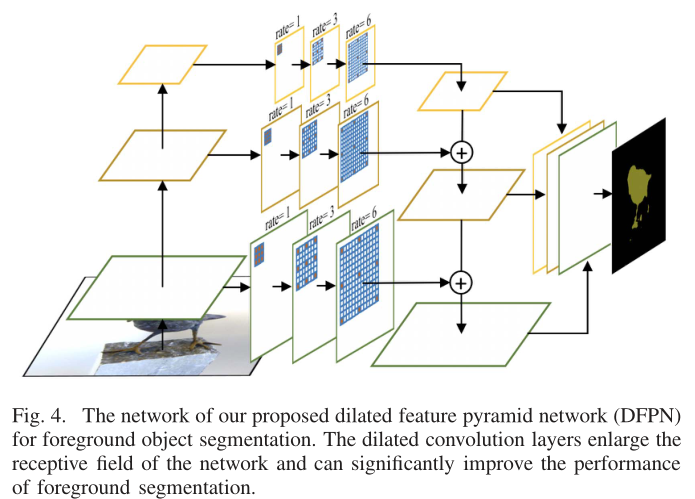 rate= 1 rate= 3 rate= 6
rate= 1 rate= 3 rate= 6
rate= 1 rate= 3 rate= 6
+
+
Fig. 4. The network of our proposed dilated feature pyramid network (DFPN)
for foreground object segmentation. The dilated convolution layers enlarge the
receptive field of the network and can significantly improve the performance
of foreground segmentation.